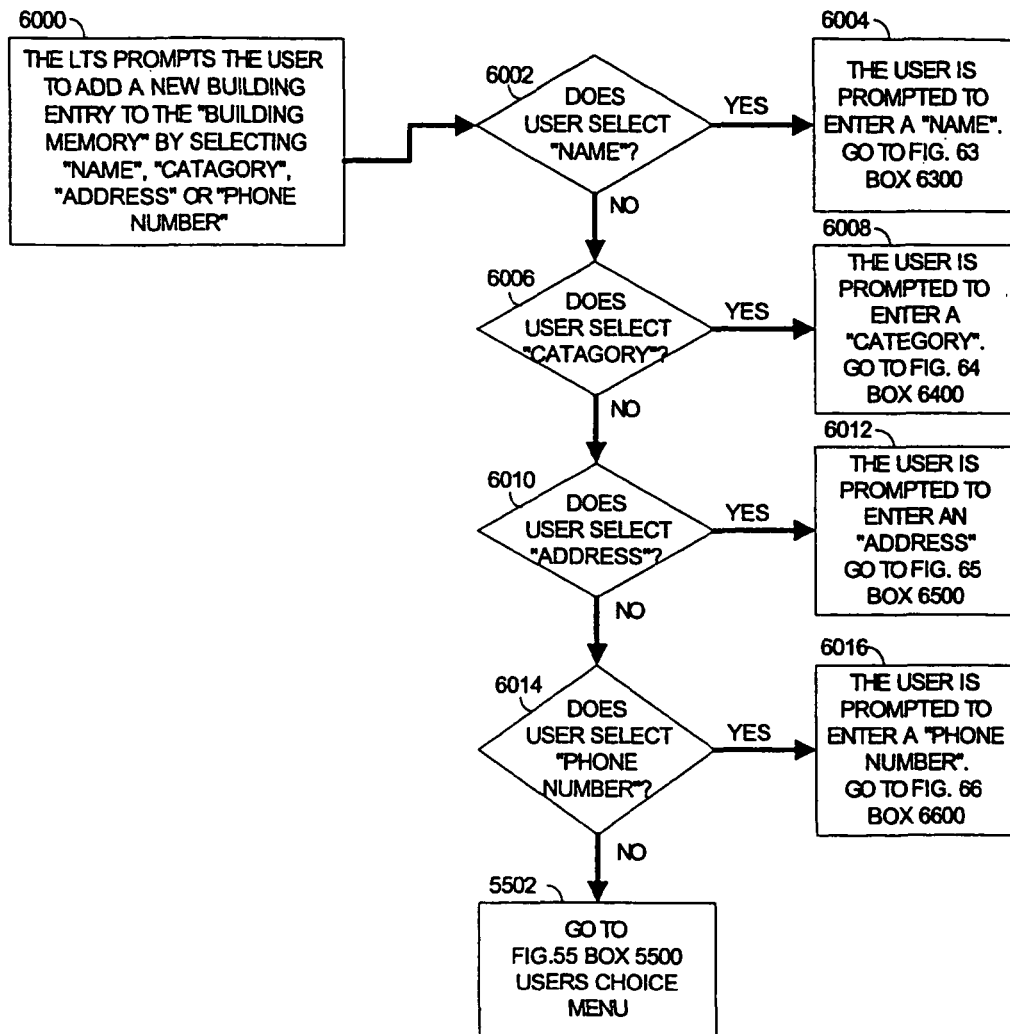 6000
THE LTS PROMPTS THE USER
TO ADD A NEW BUILDING
ENTRY TO THE "BUILDING
MEMORY" BY SELECTING
"NAME", "CATAGORY",
"ADDRESS" OR "PHONE
NUMBER"
6002
DOES
USER SELECT
"NAME"?
YES
NO
6004
THE USER IS
PROMPTED TO
ENTER A "NAME".
GO TO FIG. 63
BOX 6300
6006
DOES
USER SELECT
"CATAGORY"?
YES
NO
6008
THE USER IS
PROMPTED TO
ENTER A
"CATEGORY".
GO TO FIG. 64
BOX 6400
6010
DOES
USER SELECT
"ADDRESS"?
YES
NO
6012
THE USER IS
PROMPTED TO
ENTER AN
"ADDRESS"
GO TO FIG. 65
BOX 6500
6014
DOES
USER SELECT
"PHONE
NUMBER"?
YES
NO
6016
THE USER IS
PROMPTED TO
ENTER A "PHONE
NUMBER".
GO TO FIG. 66
BOX 6600
5502
GO TO
FIG.55 BOX 5500
USERS CHOICE
MENU